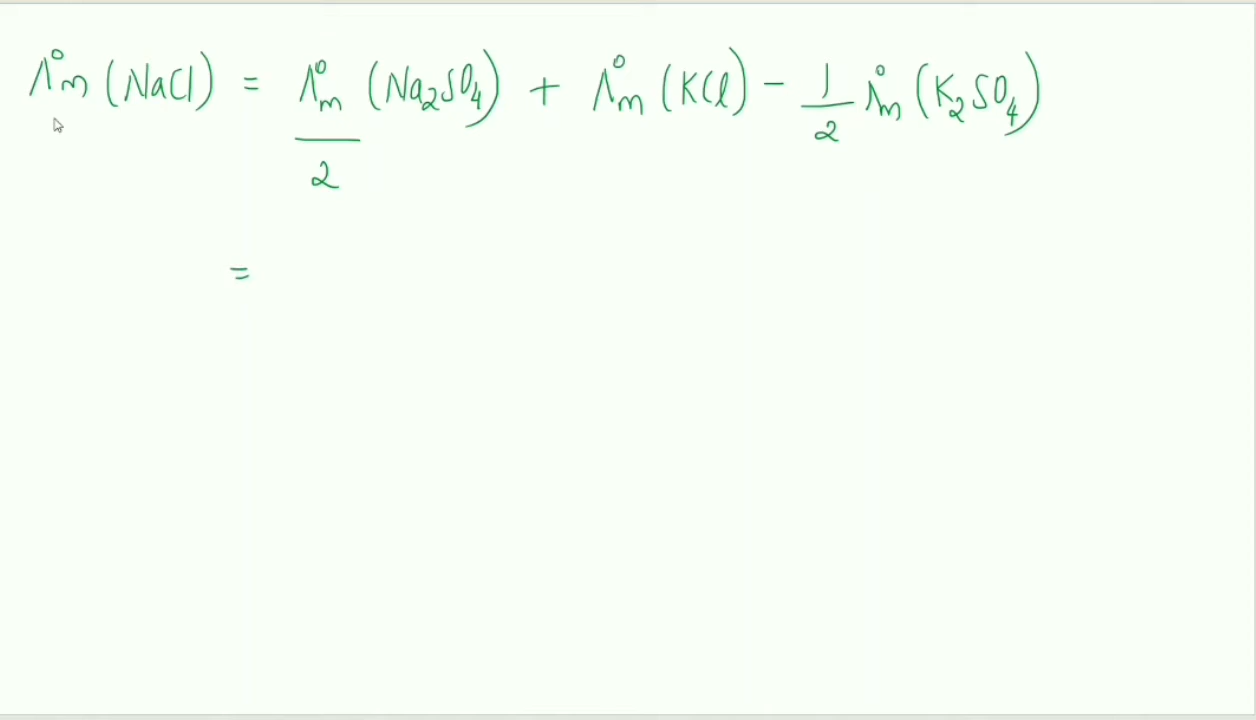 Λ°m (NaCl) = Λ°m/2 (Na₂SO₄) + Λ°m (KCl) - 1/2 Λ°m (K₂SO₄)
=